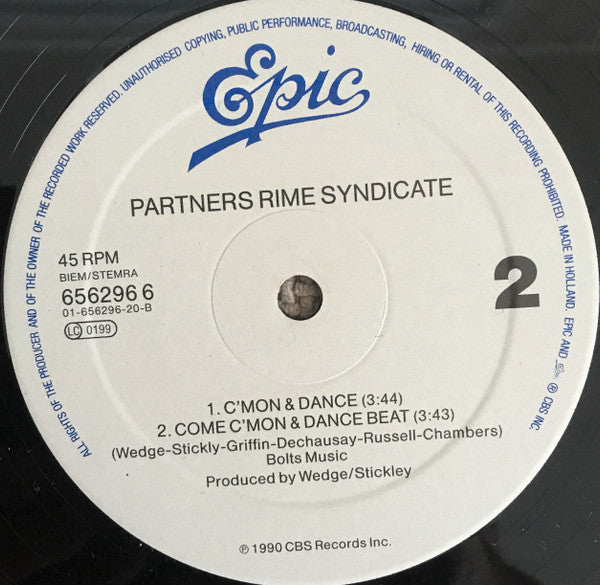 ALL RIGHTS OF THE PRODUCER AND OF THE OWNER OF THE RECORDED WORK RESERVED. UNAUTHORISED COPYING, PUBLIC PERFORMANCE, BROADCASTING, HIRING OR RENTAL OF THIS RECORDING PROHIBITED. MADE IN HOLLAND. EPIC AND Epic ® CBS INC.
Epic
PARTNERS RIME SYNDICATE
45 RPM
BIEM/STEMRA
656296 6
01-656296-20-B
LC 0199
2
1. C'MON & DANCE (3:44)
2. COME C'MON & DANCE BEAT (3:43)
(Wedge-Stickly-Griffin-Dechausay-Russell-Chambers)
Bolts Music
Produced by Wedge/Stickley
℗ 1990 CBS Records Inc.